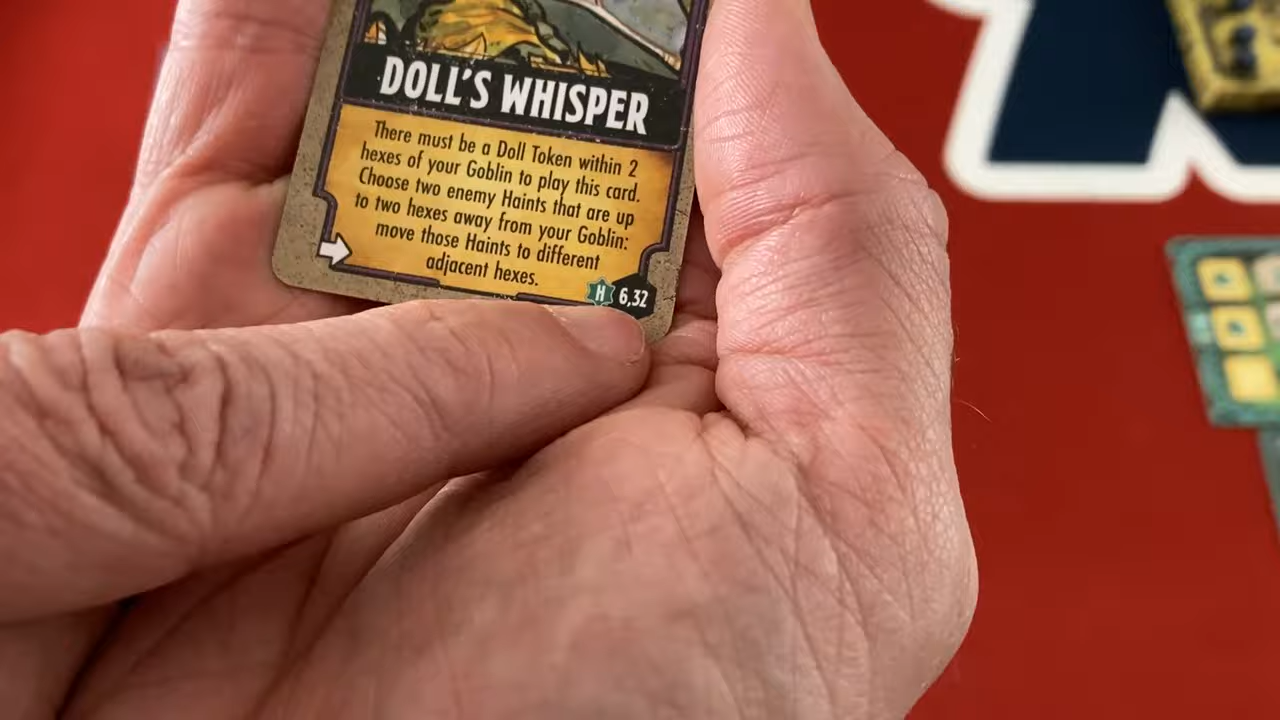 DOLL'S WHISPER
There must be a Doll Token within 2
hexes of your Goblin to play this card.
Choose two enemy Haints that are up
to two hexes away from your Goblin:
move those Haints to different
adjacent hexes.
H 6,32